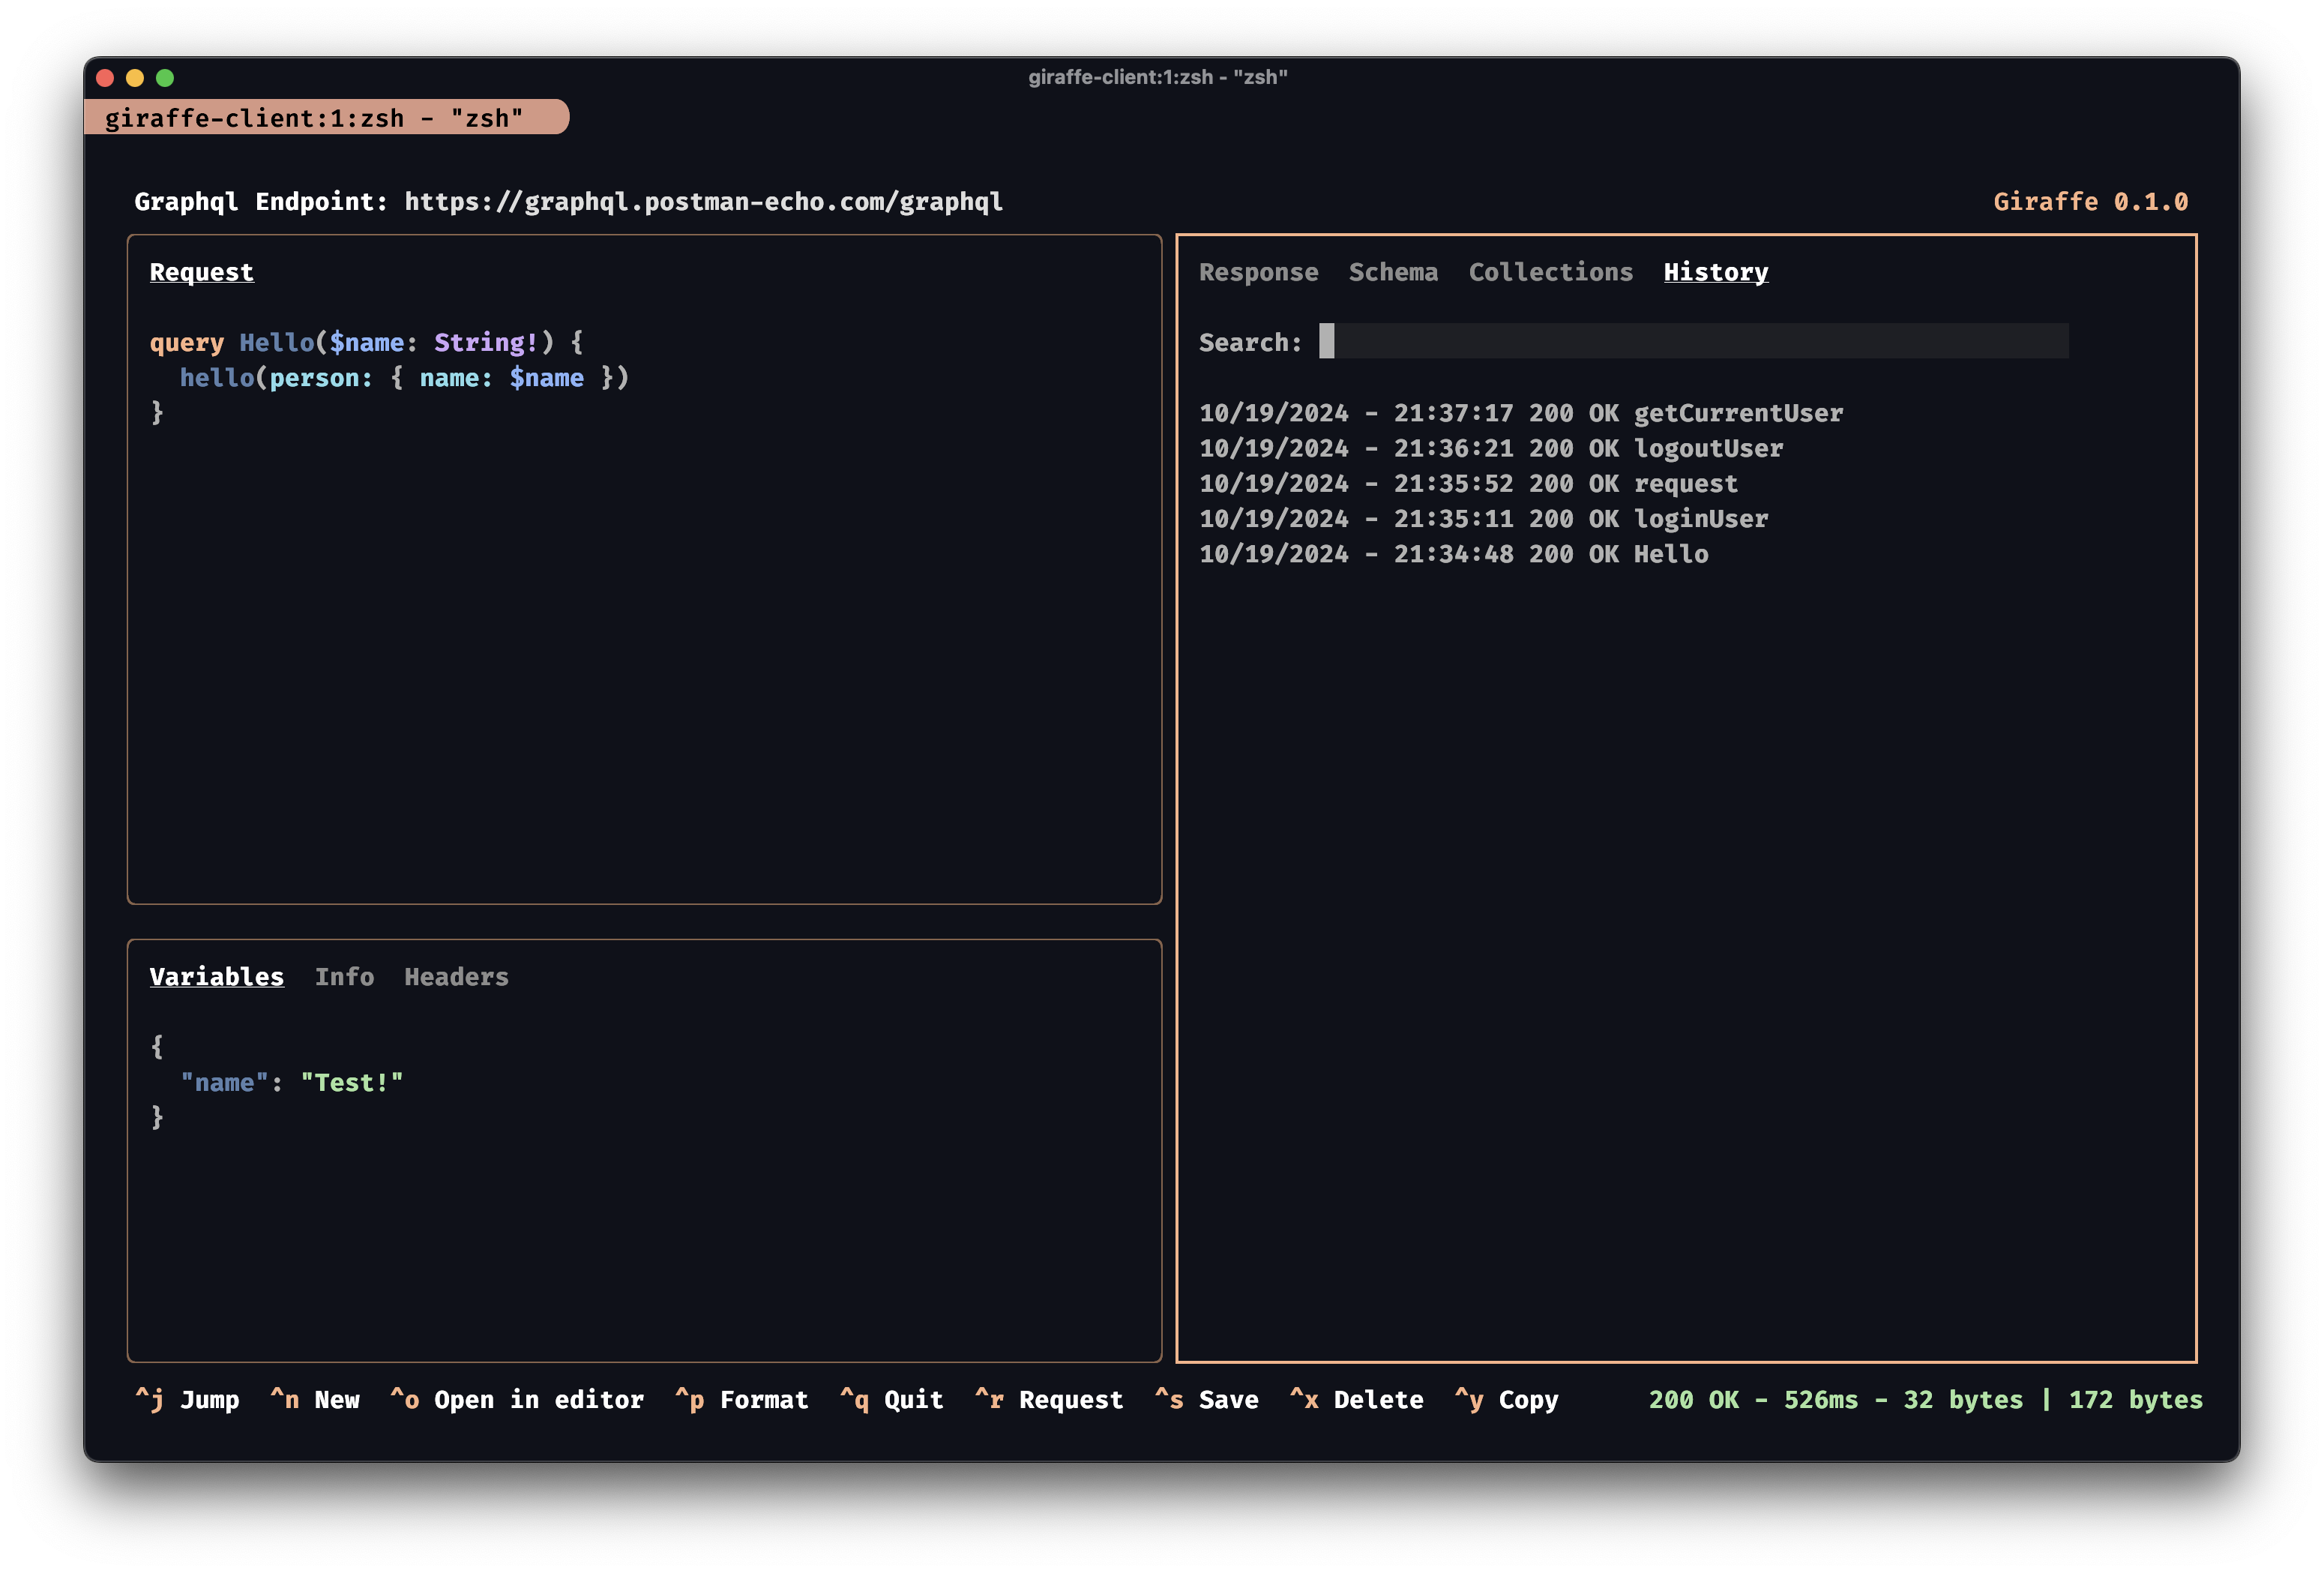 giraffe-client:1:zsh - "zsh"
giraffe-client:1:zsh - "zsh"
Graphql Endpoint: https://graphql.postman-echo.com/graphql
Giraffe 0.1.0
Request
query Hello($name: String!) {
  hello(person: { name: $name })
}
Variables  Info  Headers
{
  "name": "Test!"
}
Response  Schema  Collections  History
Search:
10/19/2024 - 21:37:17 200 OK getCurrentUser
10/19/2024 - 21:36:21 200 OK logoutUser
10/19/2024 - 21:35:52 200 OK request
10/19/2024 - 21:35:11 200 OK loginUser
10/19/2024 - 21:34:48 200 OK Hello
^j Jump  ^n New  ^o Open in editor  ^p Format  ^q Quit  ^r Request  ^s Save  ^x Delete  ^y Copy
200 OK - 526ms - 32 bytes | 172 bytes